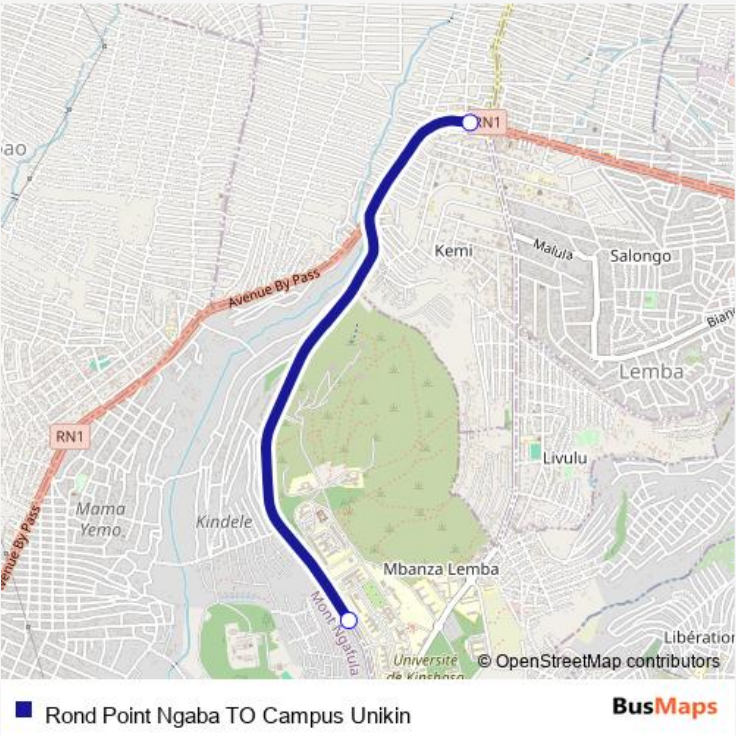 RN1
ao
Kemi
Malula
Salongo
Avenue By Pass
Bian
Lemba
RN1
Livulu
Mama
Yemo
Kindele
venue By Pass
Mbanza Lemba
Mont Ngafula
Libération
Université
de Kinshasa
© OpenStreetMap contributors
Rond Point Ngaba TO Campus Unikin
BusMaps